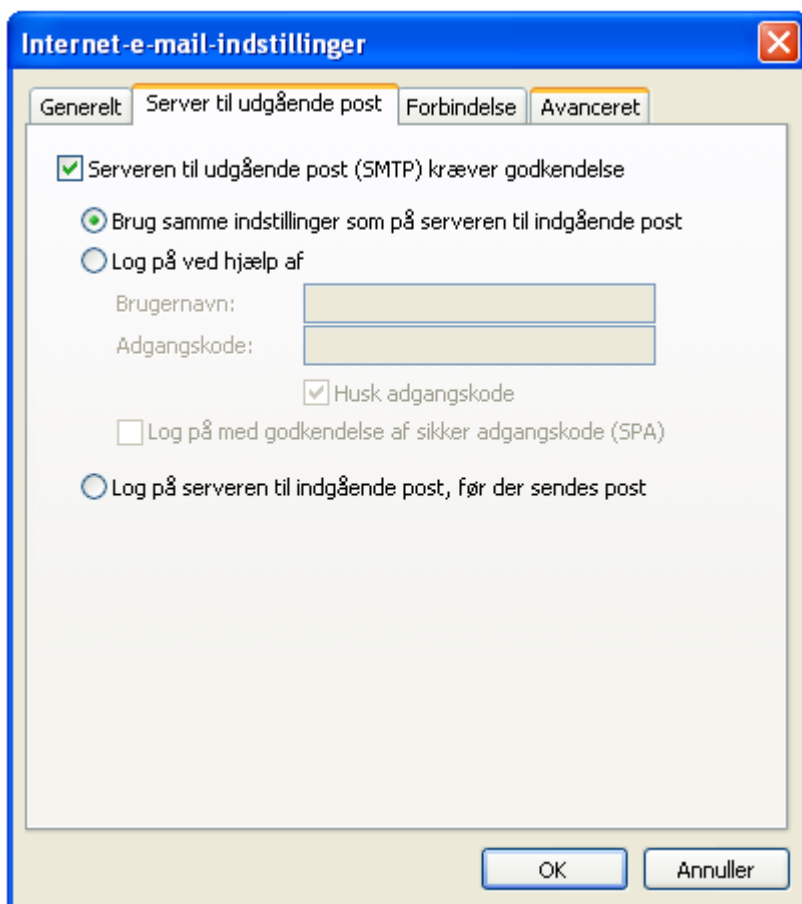 Internet-e-mail-indstillinger
Generelt
Server til udgående post
Forbindelse
Avanceret
Serveren til udgående post (SMTP) kræver godkendelse
Brug samme indstillinger som på serveren til indgående post
Log på ved hjælp af
Brugernavn:
Adgangskode:
Husk adgangskode
Log på med godkendelse af sikker adgangskode (SPA)
Log på serveren til indgående post, før der sendes post
OK
Annuller